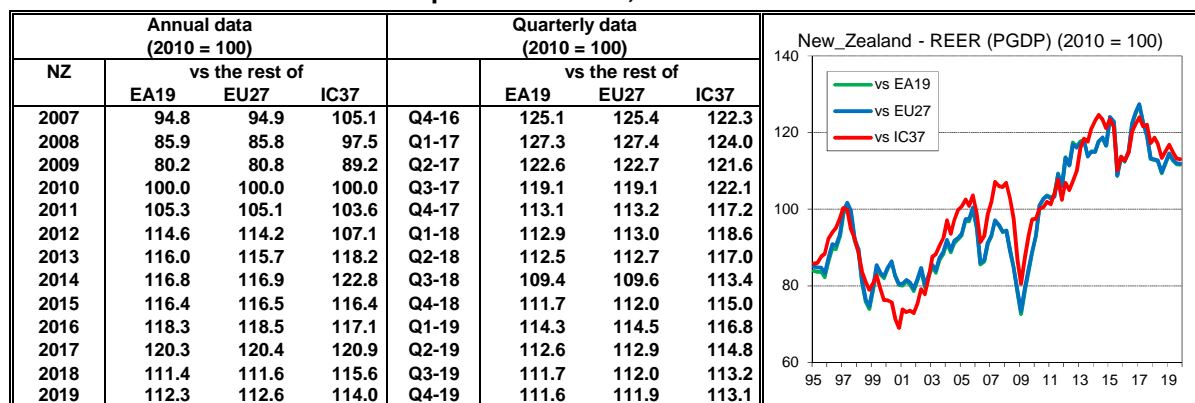 Annual data
(2010 = 100)
Quarterly data
(2010 = 100)
NZ vs the rest of vs the rest of
EA19 EU27 IC37 EA19 EU27 IC37
2007 94.8 94.9 105.1 Q4-16 125.1 125.4 122.3
2008 85.9 85.8 97.5 Q1-17 127.3 127.4 124.0
2009 80.2 80.8 89.2 Q2-17 122.6 122.7 121.6
2010 100.0 100.0 100.0 Q3-17 119.1 119.1 122.1
2011 105.3 105.1 103.6 Q4-17 113.1 113.2 117.2
2012 114.6 114.2 107.1 Q1-18 112.9 113.0 118.6
2013 116.0 115.7 118.2 Q2-18 112.5 112.7 117.0
2014 116.8 116.9 122.8 Q3-18 109.4 109.6 113.4
2015 116.4 116.5 116.4 Q4-18 111.7 112.0 115.0
2016 118.3 118.5 117.1 Q1-19 114.3 114.5 116.8
2017 120.3 120.4 120.9 Q2-19 112.6 112.9 114.8
2018 111.4 111.6 115.6 Q3-19 111.7 112.0 113.2
2019 112.3 112.6 114.0 Q4-19 111.6 111.9 113.1
New_Zealand - REER (PGDP) (2010 = 100)
vs EA19
vs EU27
vs IC37
140
120
100
80
60
95 97 99 01 03 05 07 09 11 13 15 17 19